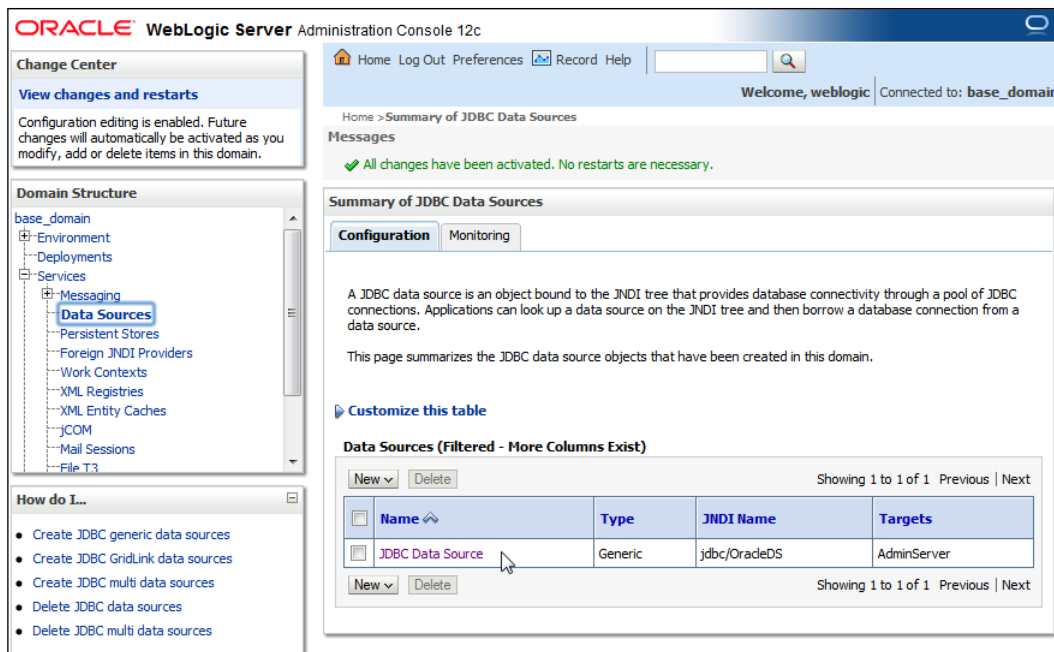 ORACLE WebLogic Server Administration Console 12c
Change Center
View changes and restarts
Configuration editing is enabled. Future
changes will automatically be activated as you
modify, add or delete items in this domain.
Domain Structure
base_domain
Environment
Deployments
Services
Messaging
Data Sources
Persistent Stores
Foreign JNDI Providers
Work Contexts
XML Registries
XML Entity Caches
jCOM
Mail Sessions
File T3
How do I...
Create JDBC generic data sources
Create JDBC GridLink data sources
Create JDBC multi data sources
Delete JDBC data sources
Delete JDBC multi data sources
Home Log Out Preferences Record Help
Welcome, weblogic Connected to: base_domain
Home >Summary of JDBC Data Sources
Messages
All changes have been activated. No restarts are necessary.
Summary of JDBC Data Sources
Configuration Monitoring
A JDBC data source is an object bound to the JNDI tree that provides database connectivity through a pool of JDBC
connections. Applications can look up a data source on the JNDI tree and then borrow a database connection from a
data source.
This page summarizes the JDBC data source objects that have been created in this domain.
Customize this table
Data Sources (Filtered - More Columns Exist)
New Delete Showing 1 to 1 of 1 Previous | Next
Name Type JNDI Name Targets
JDBC Data Source Generic jdbc/OracleDS AdminServer
New Delete Showing 1 to 1 of 1 Previous | Next